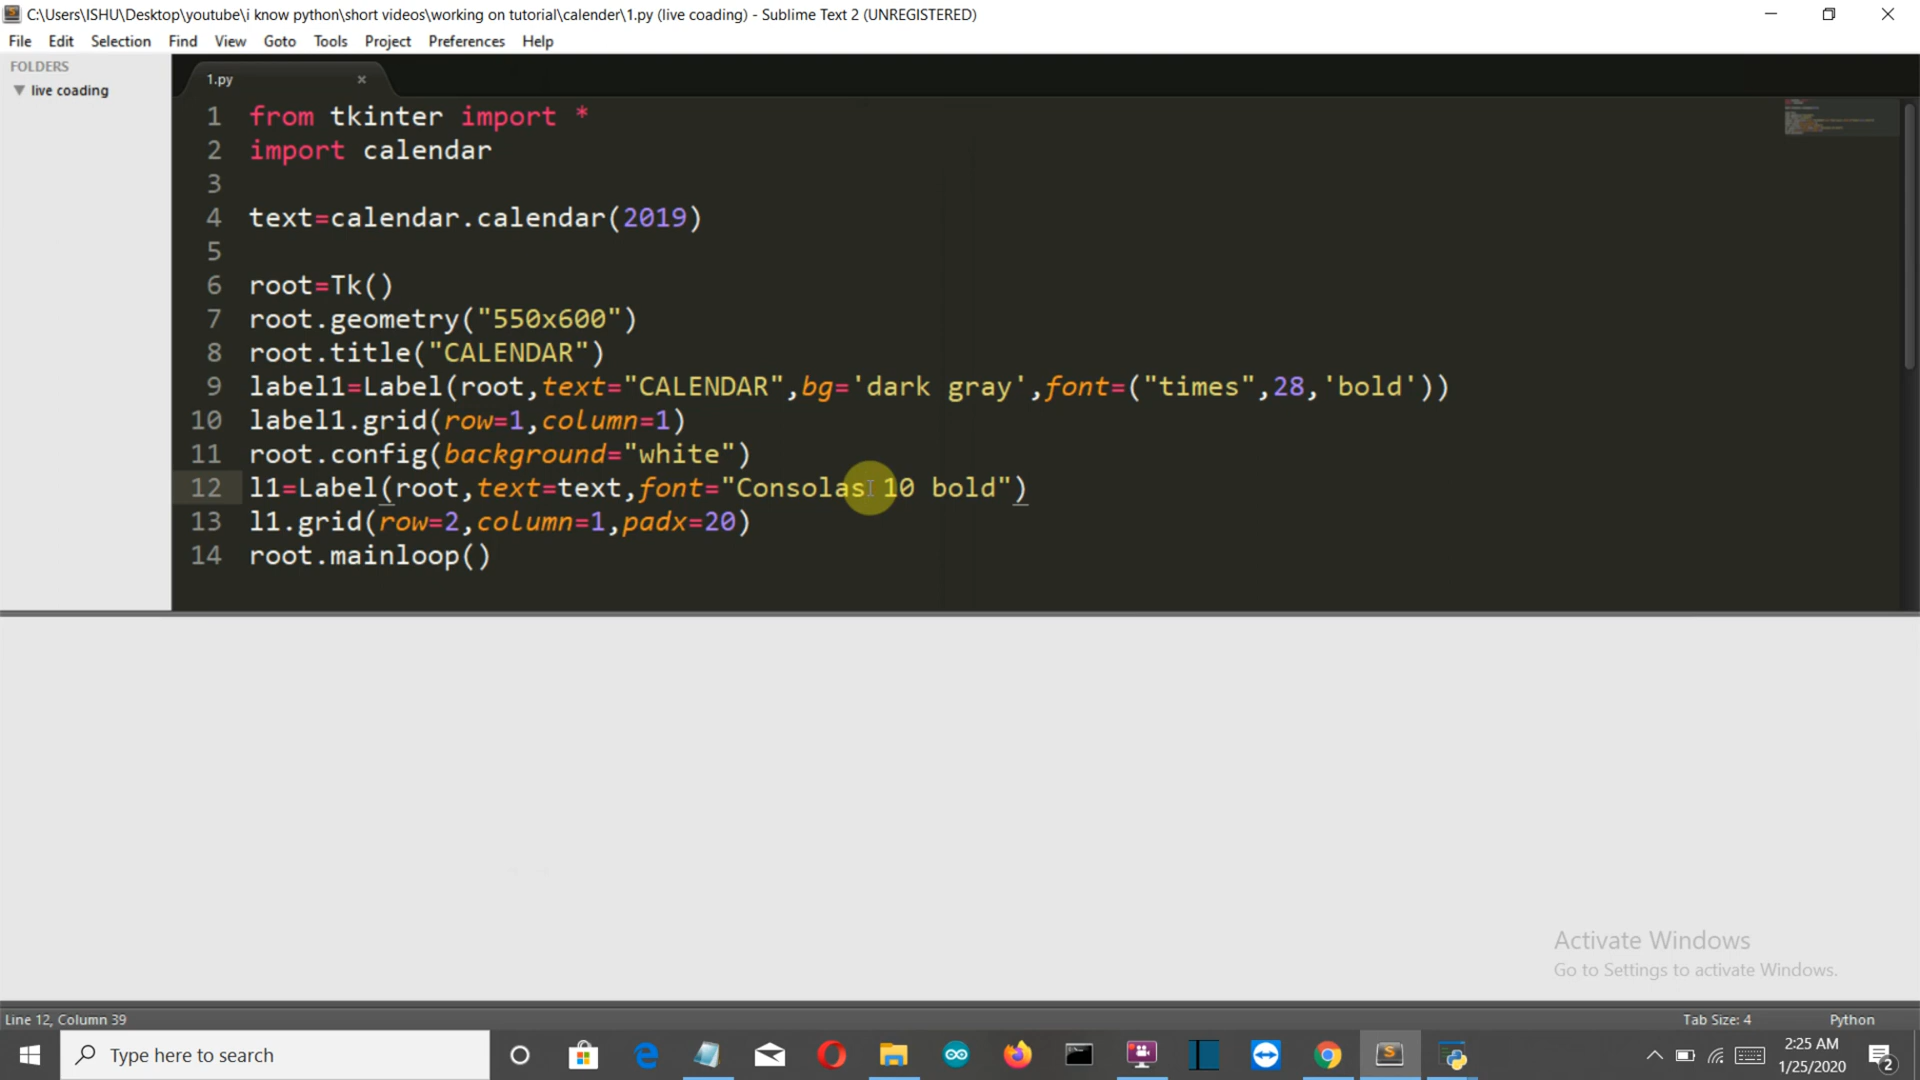 C:\Users\ISHU\Desktop\youtube\i know python\short videos\working on tutorial\calender\1.py (live coading) - Sublime Text 2 (UNREGISTERED)
File Edit Selection Find View Goto Tools Project Preferences Help
FOLDERS
live coading
1.py
1 from tkinter import *
2 import calendar
3
4 text=calendar.calendar(2019)
5
6 root=Tk()
7 root.geometry("550x600")
8 root.title("CALENDAR")
9 label1=Label(root,text="CALENDAR",bg='dark gray',font=("times",28,'bold'))
10 label1.grid(row=1,column=1)
11 root.config(background="white")
12 l1=Label(root,text=text,font="Consolas 10 bold")
13 l1.grid(row=2,column=1,padx=20)
14 root.mainloop()
Activate Windows
Go to Settings to activate Windows.
Line 12, Column 39
Tab Size: 4
Python
Type here to search
2:25 AM
1/25/2020
2